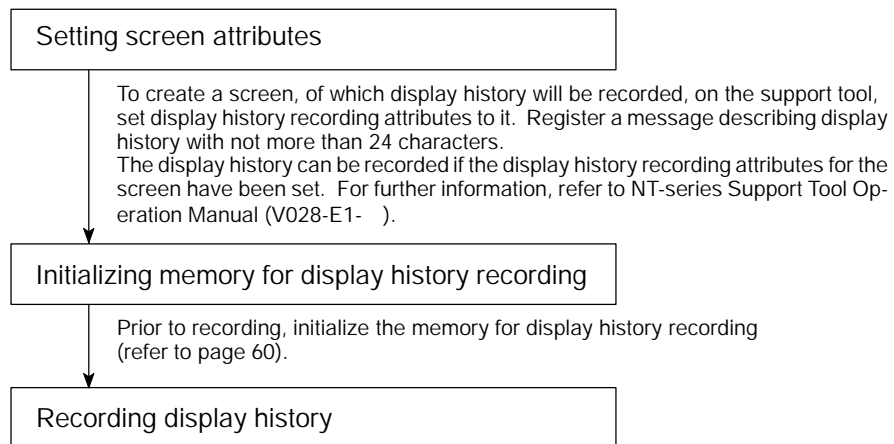 Setting screen attributes
To create a screen, of which display history will be recorded, on the support tool,
set display history recording attributes to it. Register a message describing display
history with not more than 24 characters.
The display history can be recorded if the display history recording attributes for the
screen have been set. For further information, refer to NT-series Support Tool Op-
eration Manual (V028-E1- ).
Initializing memory for display history recording
Prior to recording, initialize the memory for display history recording
(refer to page 60).
Recording display history